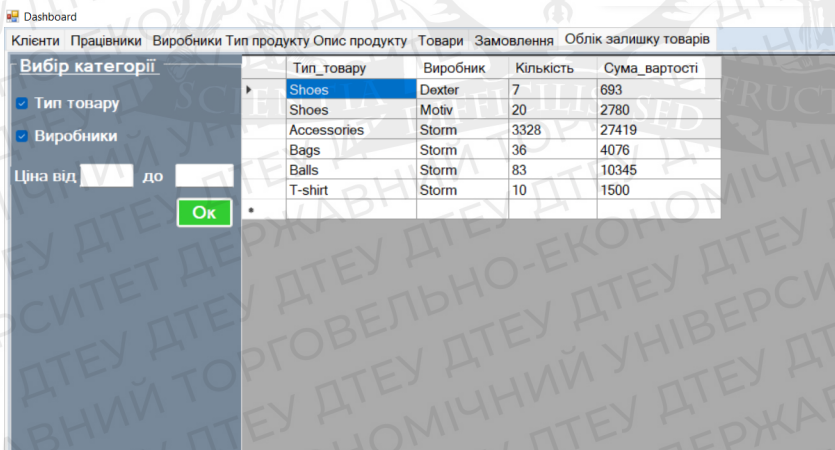 Dashboard
Клієнти Працівники Виробники Тип продукту Опис продукту Товари Замовлення Облік залишку товарів
Вибір категорії
Тип товару
Виробники
Ціна від до
Ок
Тип_товару Виробник Кількість Сума_вартості
Shoes Dexter 7 693
Shoes Motiv 20 2780
Accessories Storm 3328 27419
Bags Storm 36 4076
Balls Storm 83 10345
T-shirt Storm 10 1500